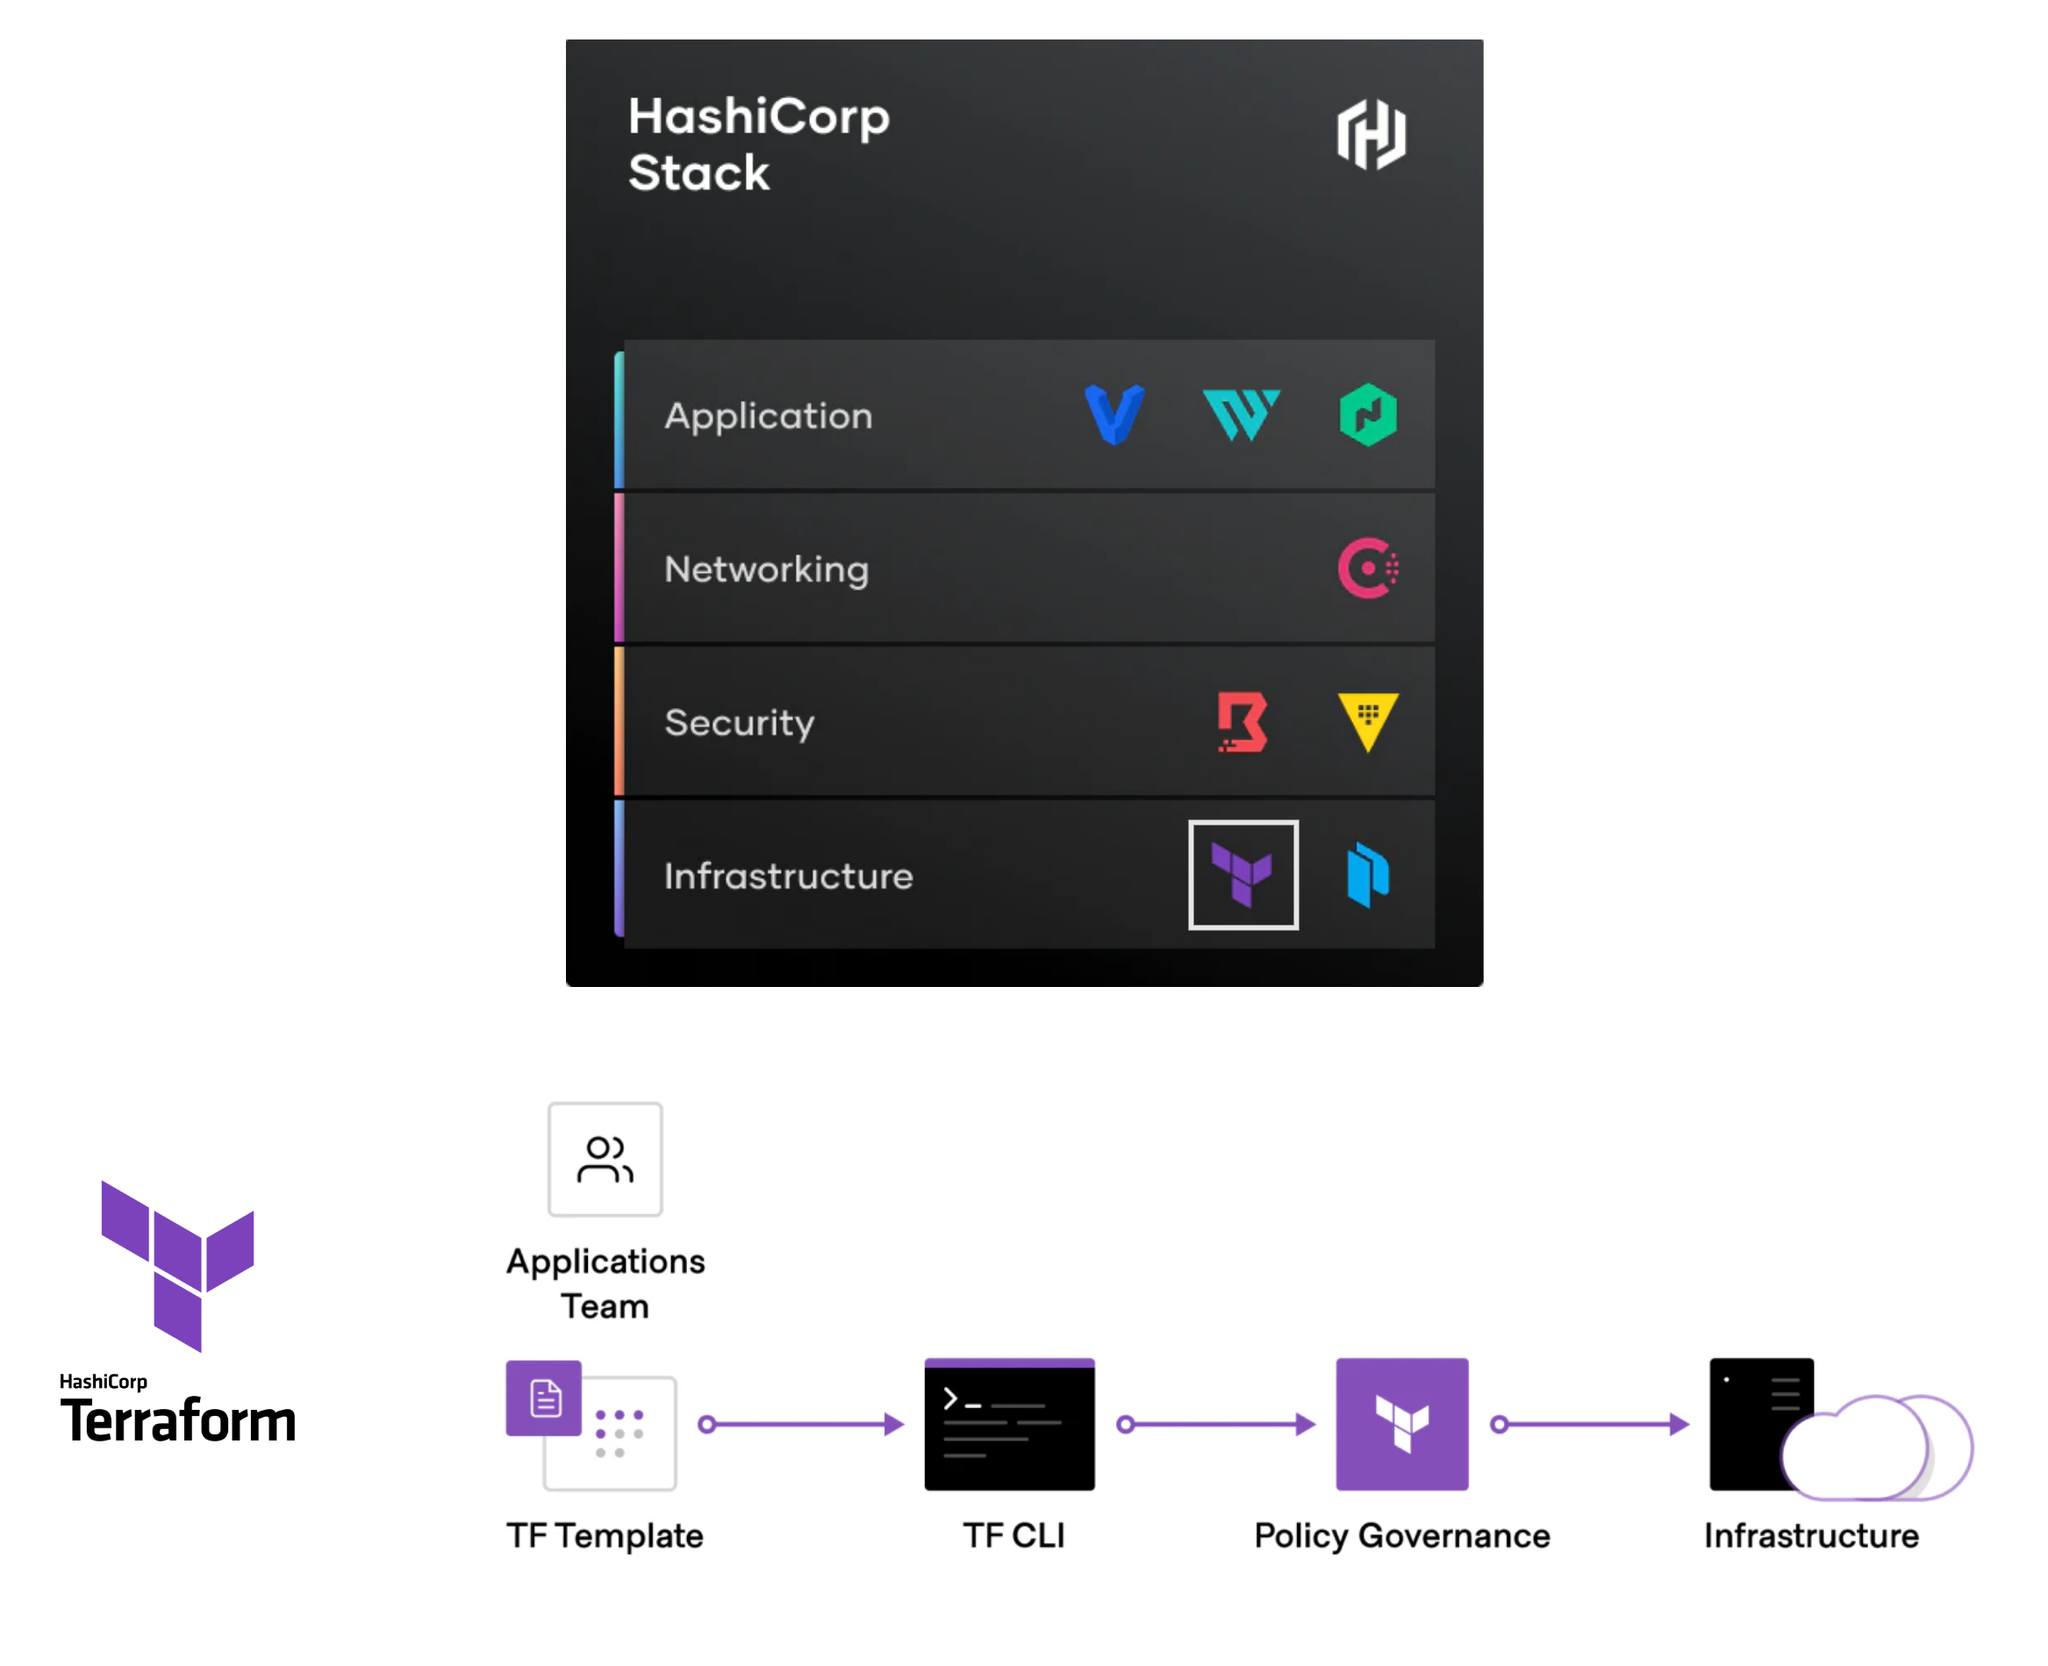 HashiCorp
Stack
Application
Networking
Security
Infrastructure
Applications
Team
HashiCorp
Terraform
TF Template
TF CLI
Policy Governance
Infrastructure